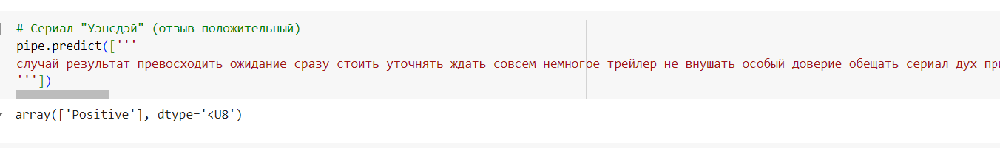 # Сериал "Уэнсдэй" (отзыв положительный)
pipe.predict(['''
случай результат превосходить ожидание сразу стоить уточнять ждать совсем немногое трейлер не внушать особый доверие обещать сериал дух
'''])
array(['Positive'], dtype='<U8')